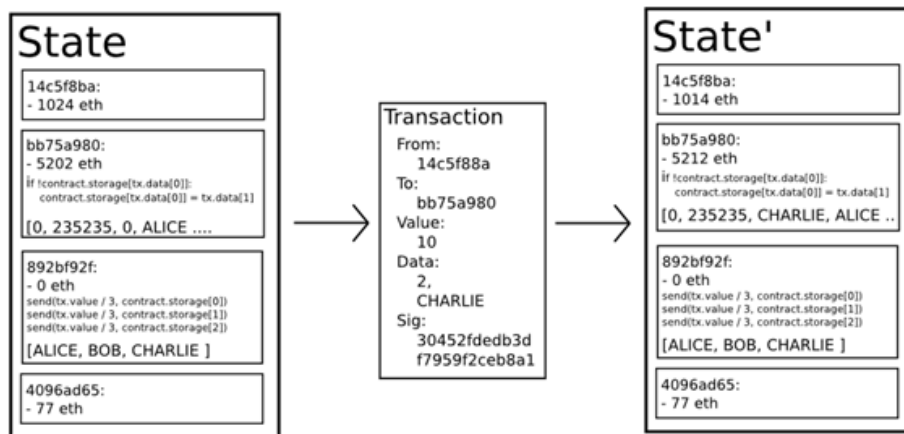 State
14c5f8ba:
- 1024 eth
bb75a980:
- 5202 eth
if !contract.storage[tx.data[0]]:
contract.storage[tx.data[0]] = tx.data[1]
[0, 235235, 0, ALICE ....
892bf92f:
- 0 eth
send(tx.value / 3, contract.storage[0])
send(tx.value / 3, contract.storage[1])
send(tx.value / 3, contract.storage[2])
[ALICE, BOB, CHARLIE ]
4096ad65:
- 77 eth
Transaction
From:
14c5f88a
To:
bb75a980
Value:
10
Data:
2,
CHARLIE
Sig:
30452fdedb3d
f7959f2ceb8a1
State'
14c5f8ba:
- 1014 eth
bb75a980:
- 5212 eth
if !contract.storage[tx.data[0]]:
contract.storage[tx.data[0]] = tx.data[1]
[0, 235235, CHARLIE, ALICE ..
892bf92f:
- 0 eth
send(tx.value / 3, contract.storage[0])
send(tx.value / 3, contract.storage[1])
send(tx.value / 3, contract.storage[2])
[ALICE, BOB, CHARLIE ]
4096ad65:
- 77 eth